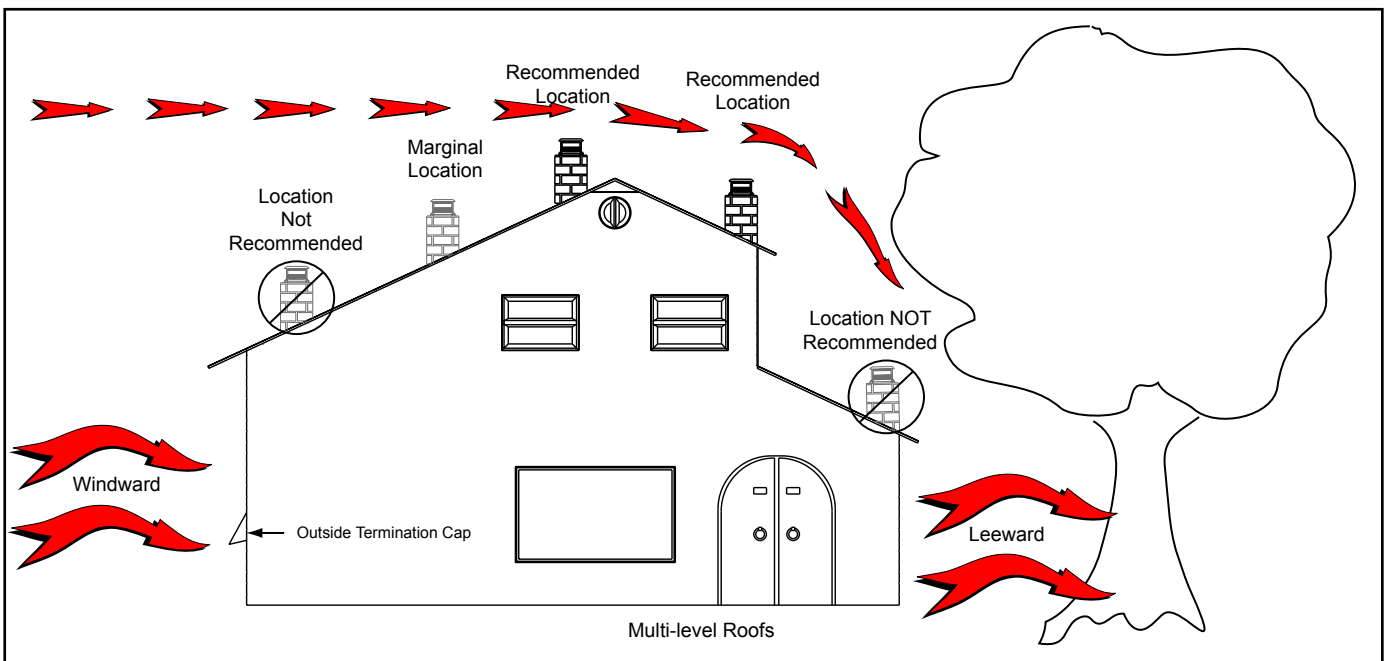 Recommended
Location
Recommended
Location
Marginal
Location
Location
Not
Recommended
Location NOT
Recommended
Windward
Outside Termination Cap
Leeward
Multi-level Roofs